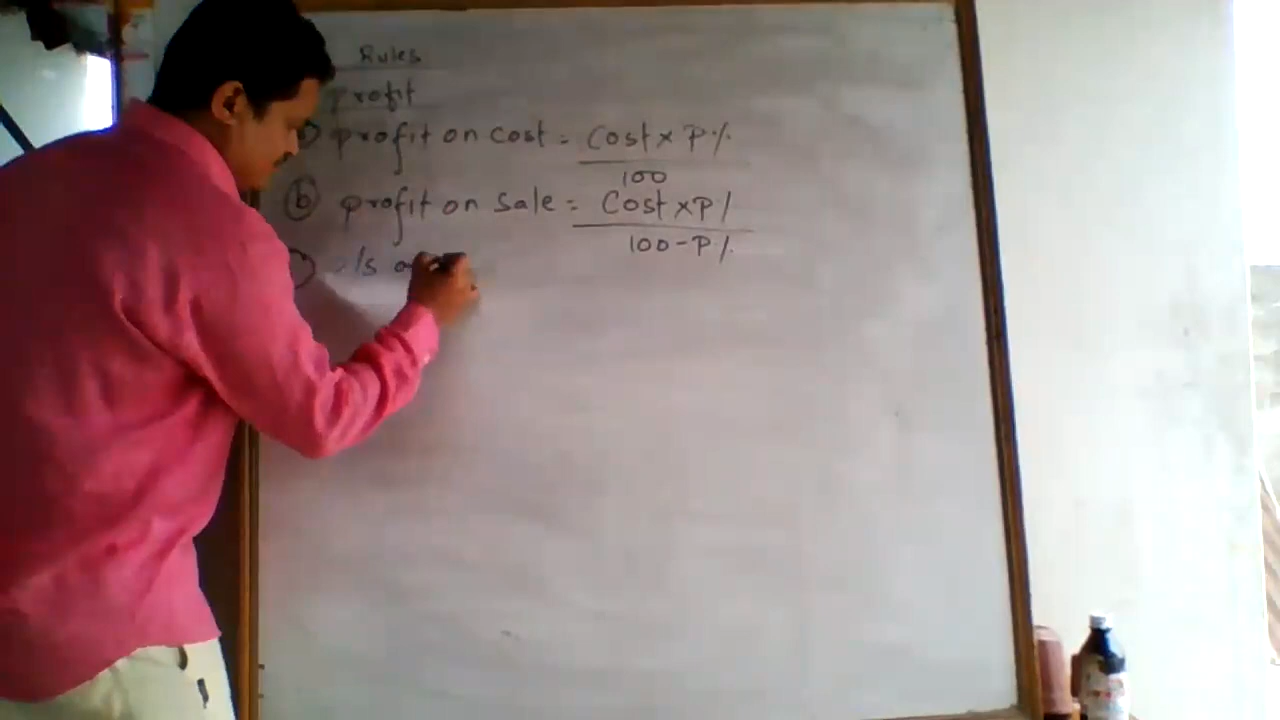 Rules
profit
profit on cost = Cost × P%
100
(b) profit on sale = Cost × P/
100 - P%
/s